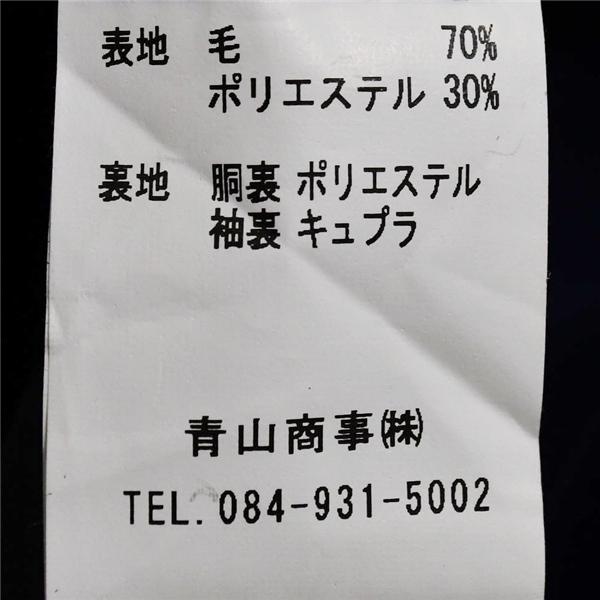 表地 毛 70%
ポリエステル 30%
裏地 胴裏 ポリエステル
袖裏 キュプラ
青山商事㈱
TEL. 084-931-5002